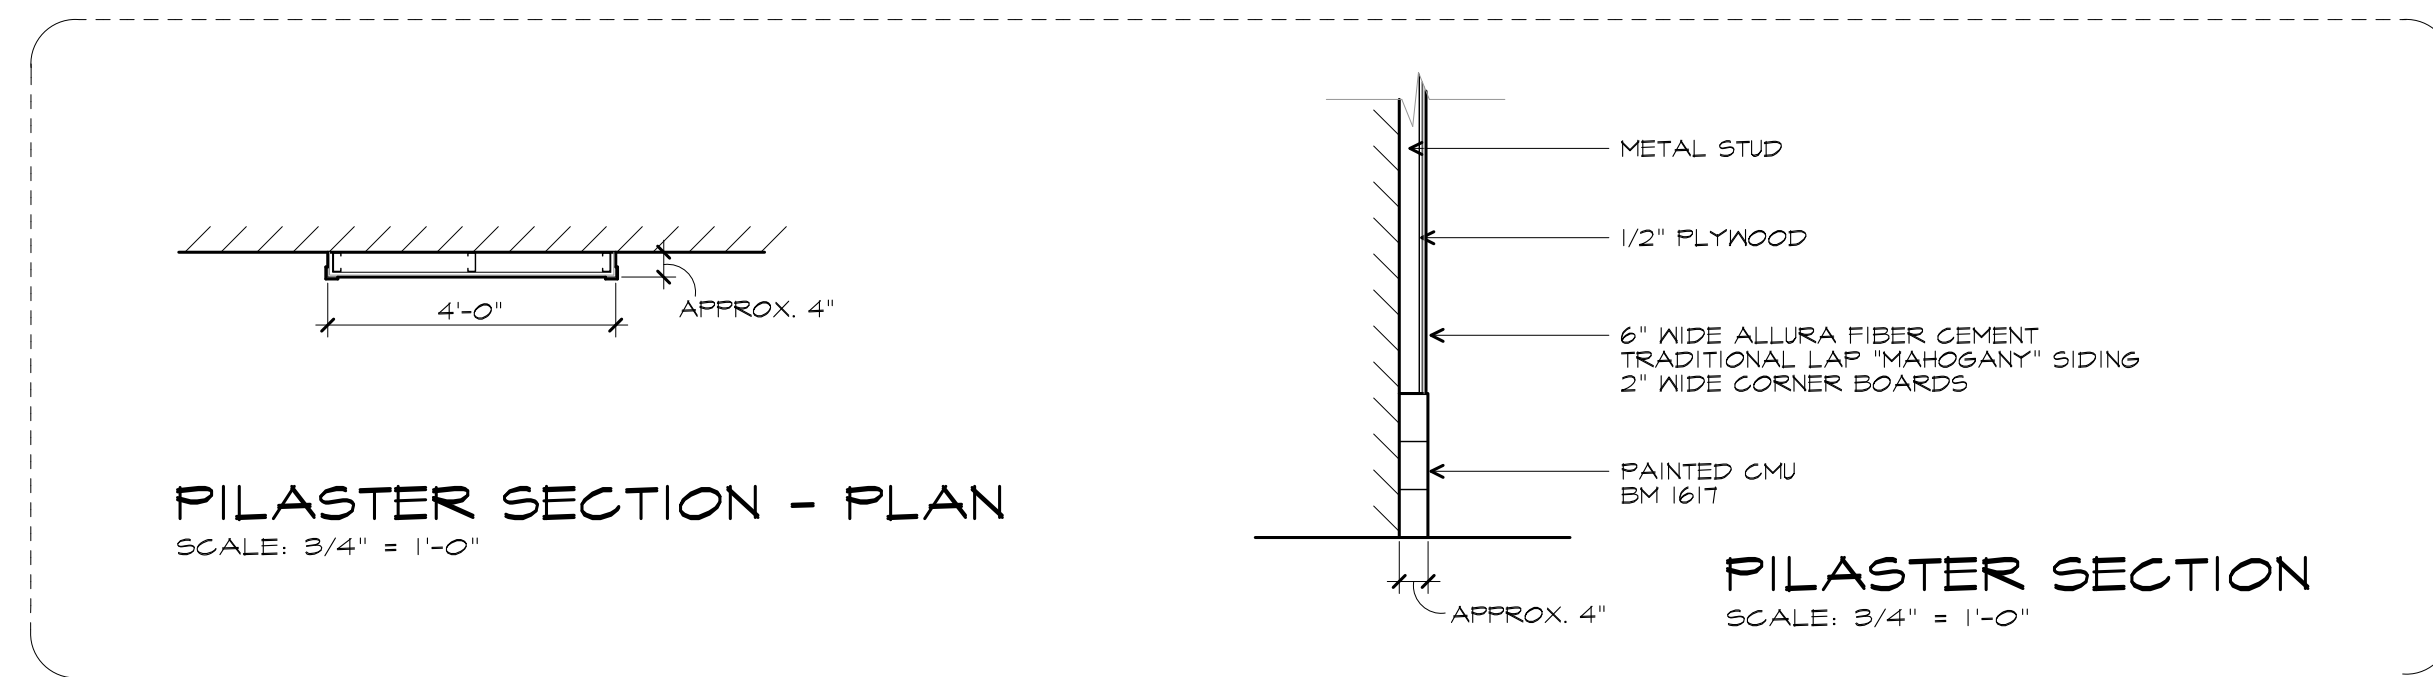 4'-0"
APPROX. 4"
PILASTER SECTION - PLAN
SCALE: 3/4" = 1'-0"
METAL STUD
1/2" PLYWOOD
6" WIDE ALLURA FIBER CEMENT
TRADITIONAL LAP "MAHOGANY" SIDING
2" WIDE CORNER BOARDS
PAINTED CMU
BM 1617
APPROX. 4"
PILASTER SECTION
SCALE: 3/4" = 1'-0"